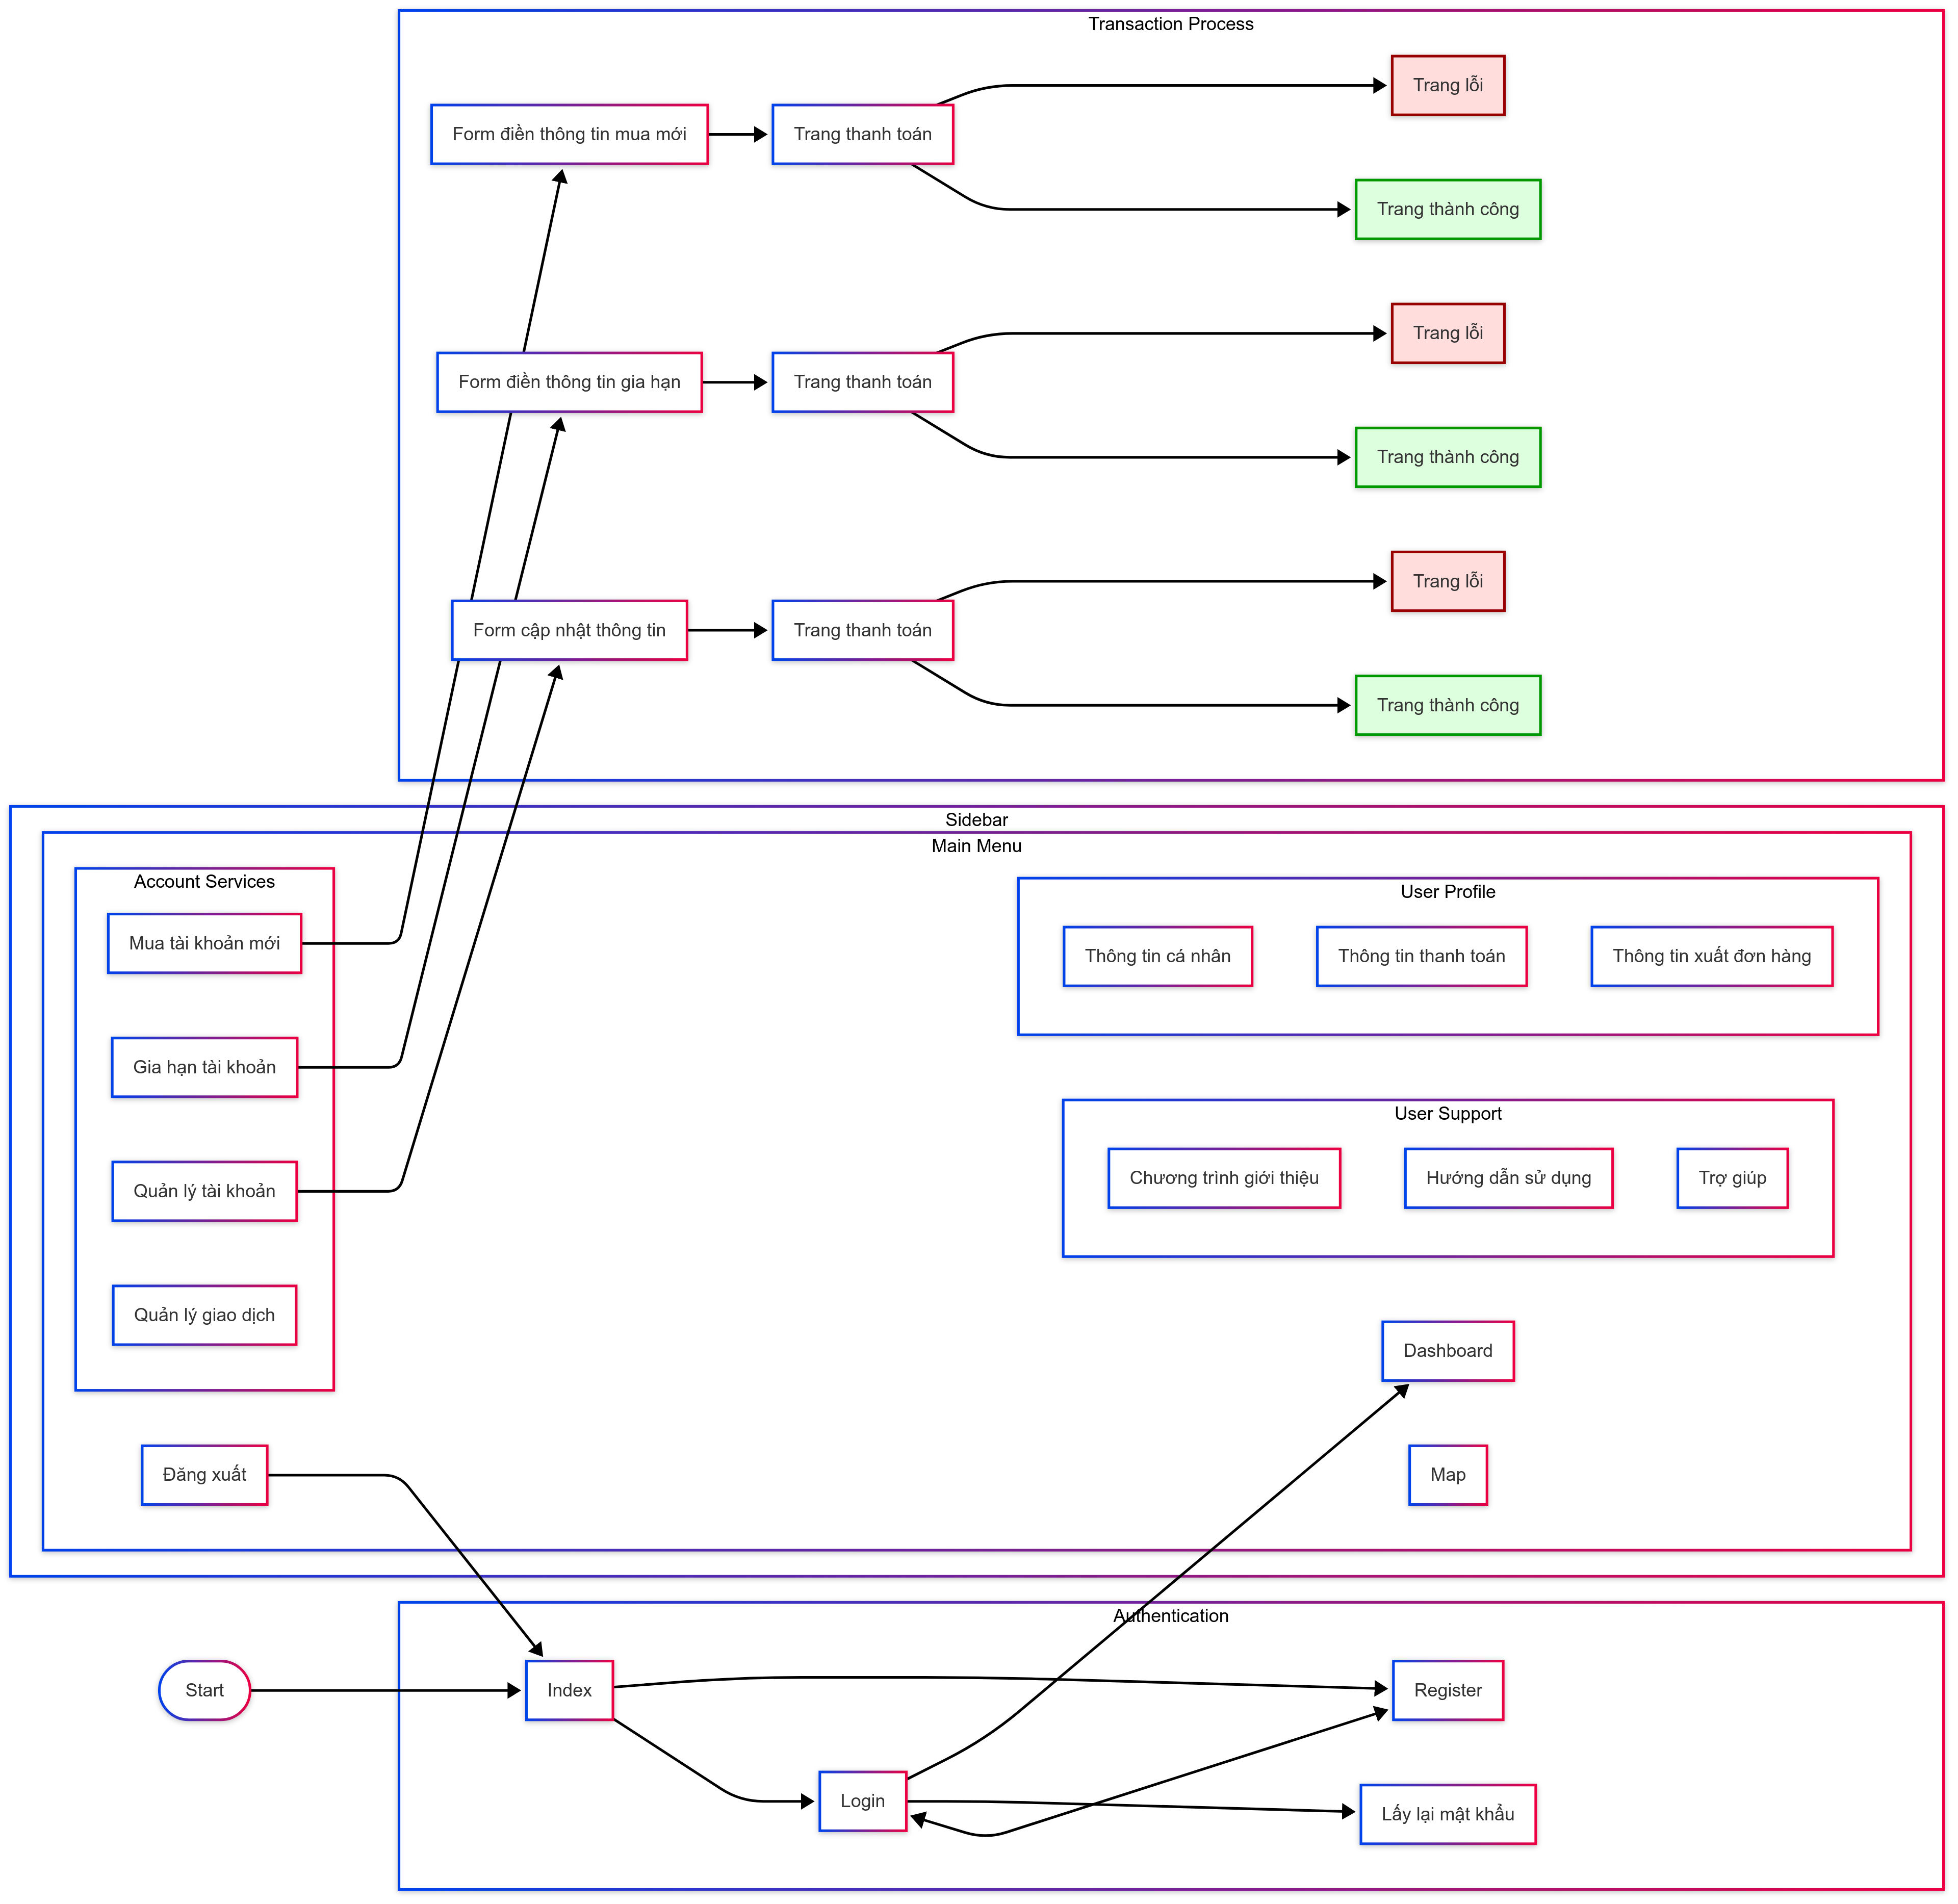 Transaction Process
Trang lỗi
Form điền thông tin mua mới
Trang thanh toán
Trang thành công
Trang lỗi
Form điền thông tin gia hạn
Trang thanh toán
Trang thành công
Trang lỗi
Form cập nhật thông tin
Trang thanh toán
Trang thành công
Sidebar
Main Menu
Account Services
Mua tài khoản mới
Gia hạn tài khoản
Quản lý tài khoản
Quản lý giao dịch
User Profile
Thông tin cá nhân
Thông tin thanh toán
Thông tin xuất đơn hàng
User Support
Chương trình giới thiệu
Hướng dẫn sử dụng
Trợ giúp
Dashboard
Đăng xuất
Map
Authentication
Start
Index
Register
Login
Lấy lại mật khẩu